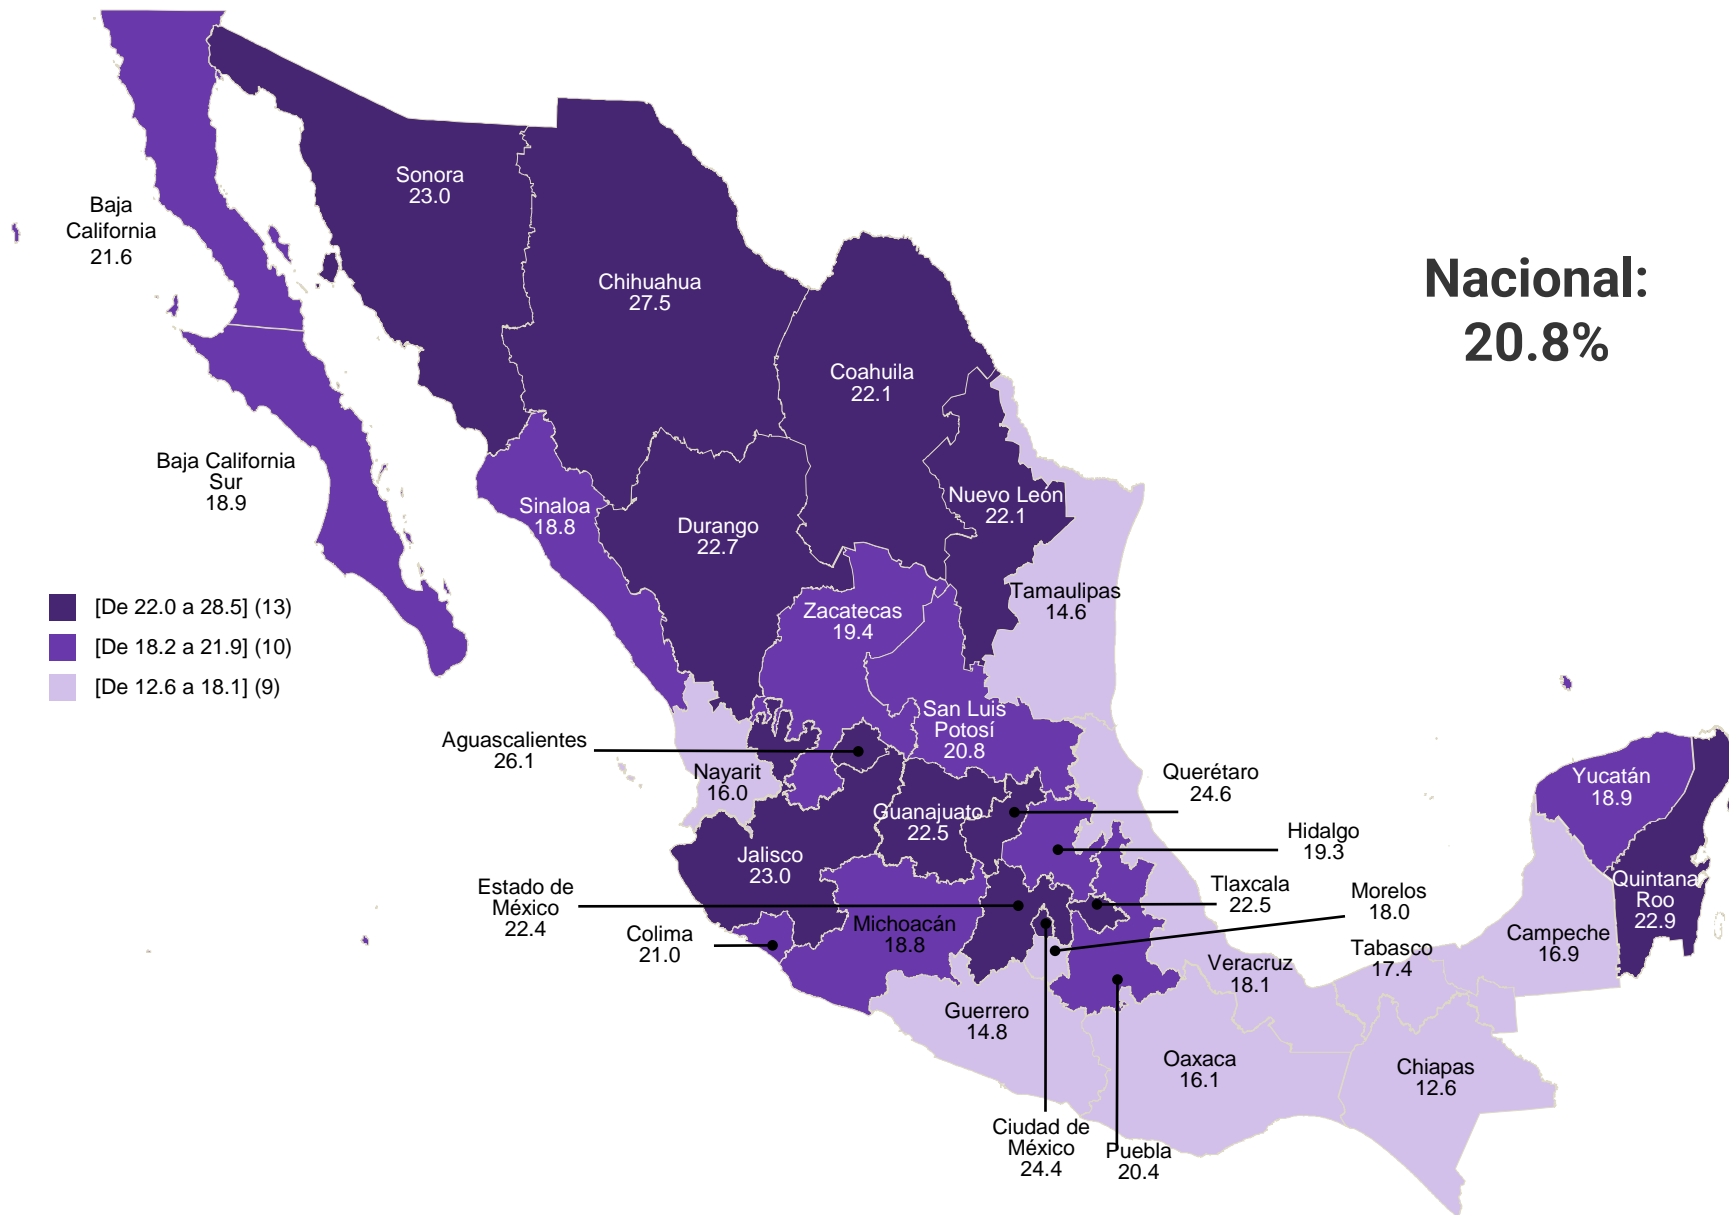 Nacional:
20.8%
Baja
California
21.6
Sonora
23.0
Chihuahua
27.5
Coahuila
22.1
Baja California
Sur
18.9
Sinaloa
18.8
Durango
22.7
Nuevo León
22.1
Tamaulipas
14.6
Zacatecas
19.4
[De 22.0 a 28.5] (13)
[De 18.2 a 21.9] (10)
[De 12.6 a 18.1] (9)
San Luis
Potosí
20.8
Aguascalientes
26.1
Nayarit
16.0
Querétaro
24.6
Yucatán
18.9
Guanajuato
22.5
Hidalgo
19.3
Jalisco
23.0
Estado de
México
22.4
Tlaxcala
22.5
Morelos
18.0
Quintana
Roo
22.9
Colima
21.0
Michoacán
18.8
Campeche
16.9
Tabasco
17.4
Veracruz
18.1
Guerrero
14.8
Oaxaca
16.1
Chiapas
12.6
Ciudad de
México
24.4
Puebla
20.4